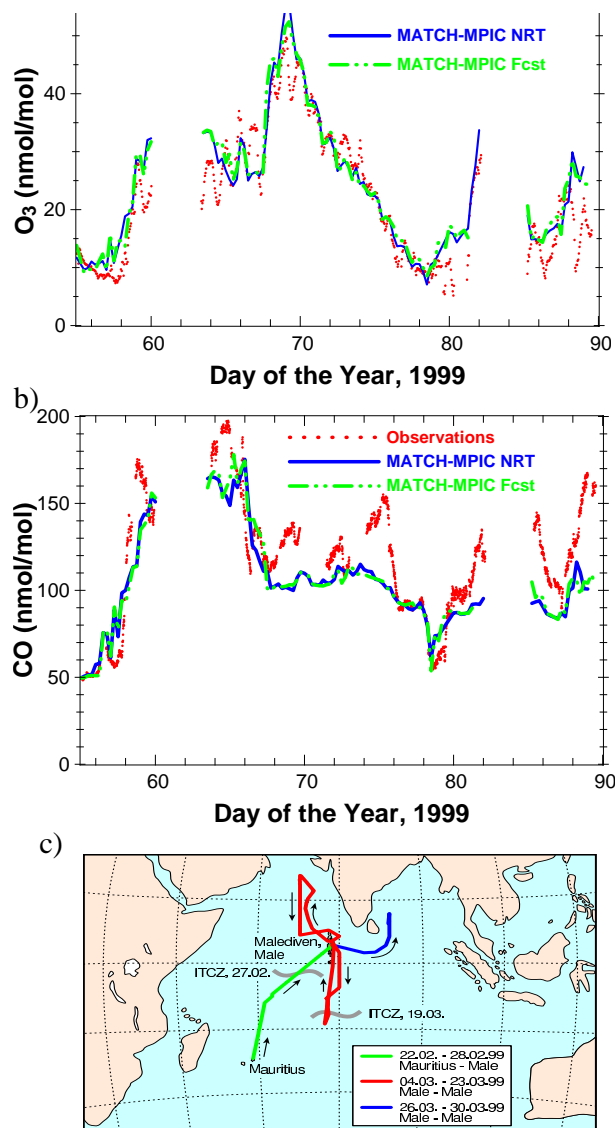 MATCH-MPIC NRT
MATCH-MPIC Fcst
O3 (nmol/mol)
40
20
0
60
70
80
90
Day of the Year, 1999
b)
Observations
MATCH-MPIC NRT
MATCH-MPIC Fcst
CO (nmol/mol)
200
150
100
50
0
60
70
80
90
Day of the Year, 1999
c)
Malediven,
Male
ITCZ, 27.02.
ITCZ, 19.03.
Mauritius
22.02. - 28.02.99
Mauritius - Male
04.03. - 23.03.99
Male - Male
26.03. - 30.03.99
Male - Male